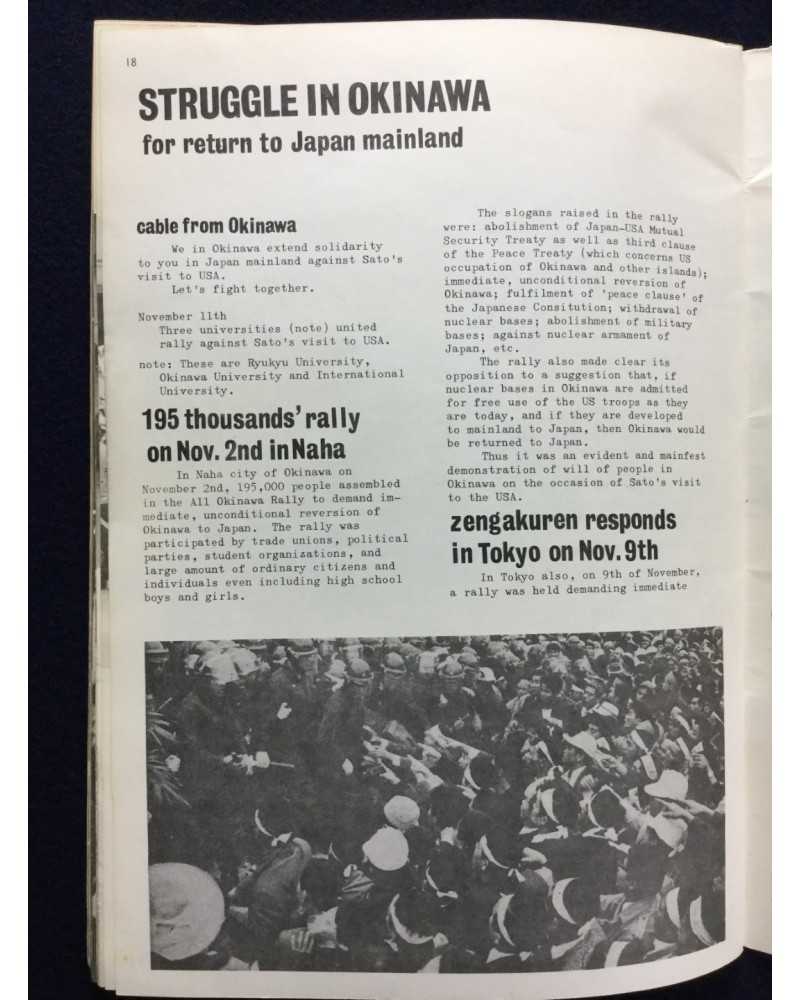 18
STRUGGLE IN OKINAWA
for return to Japan mainland
cable from Okinawa
We in Okinawa extend solidarity
to you in Japan mainland against Sato's
visit to USA.
Let's fight together.
November 11th
Three universities (note) united
rally against Sato's visit to USA.
note: These are Ryukyu University,
Okinawa University and International
University.
195 thousands' rally
on Nov. 2nd in Naha
In Naha city of Okinawa on
November 2nd, 195,000 people assembled
in the All Okinawa Rally to demand im-
mediate, unconditional reversion of
Okinawa to Japan. The rally was
participated by trade unions, political
parties, student organizations, and
large amount of ordinary citizens and
individuals even including high school
boys and girls.
The slogans raised in the rally
were: abolishment of Japan-USA Mutual
Security Treaty as well as third clause
of the Peace Treaty (which concerns US
occupation of Okinawa and other islands);
immediate, unconditional reversion of
Okinawa; fulfilment of 'peace clause' of
the Japanese Consitution; withdrawal of
nuclear bases; abolishment of military
bases; against nuclear armament of
Japan, etc.
The rally also made clear its
opposition to a suggestion that, if
nuclear bases in Okinawa are admitted
for free use of the US troops as they
are today, and if they are developed
to mainland to Japan, then Okinawa would
be returned to Japan.
Thus it was an evident and mainfest
demonstration of will of people in
Okinawa on the occasion of Sato's visit
to the USA.
zengakuren responds
in Tokyo on Nov. 9th
In Tokyo also, on 9th of November,
a rally was held demanding immediate